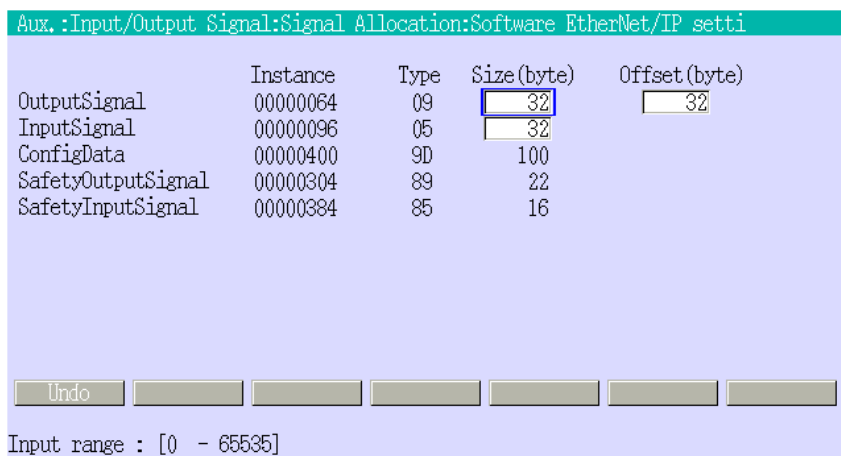 Aux.:Input/Output Signal:Signal Allocation:Software EtherNet/IP setti
Instance Type Size(byte) Offset(byte)
OutputSignal 00000064 09 32 32
InputSignal 00000096 05 32
ConfigData 00000400 9D 100
SafetyOutputSignal 00000304 89 22
SafetyInputSignal 00000384 85 16
Undo
Input range : [0 - 65535]